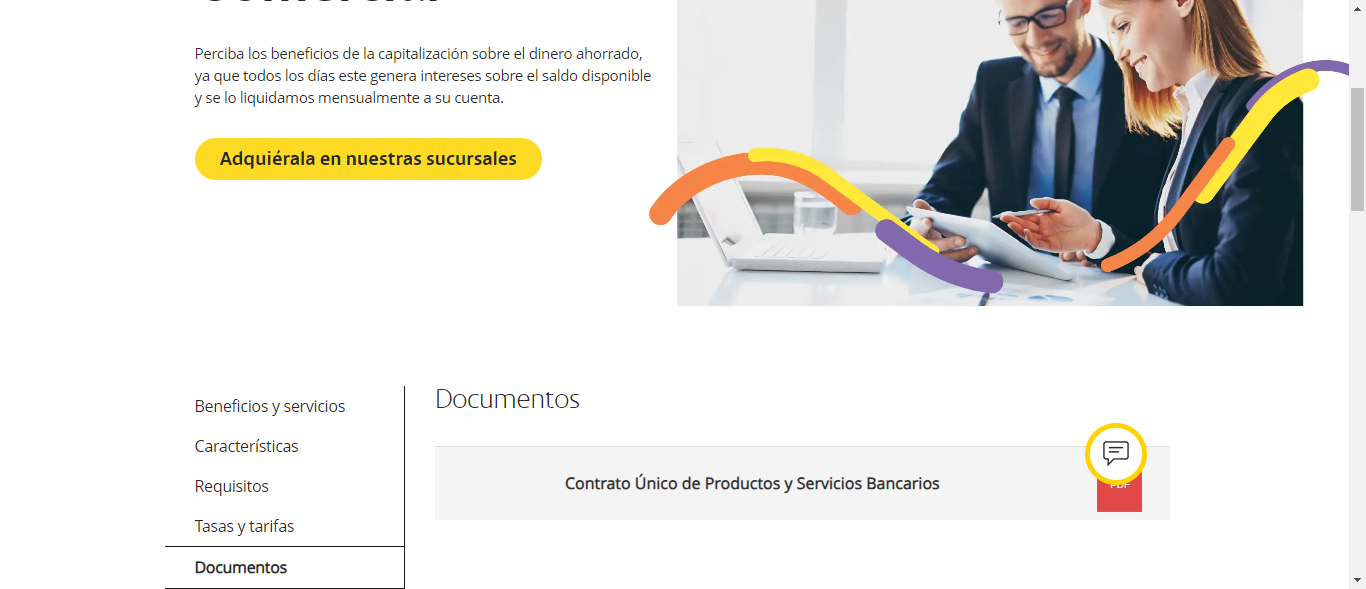 Perciba los beneficios de la capitalización sobre el dinero ahorrado,
ya que todos los días este genera intereses sobre el saldo disponible
y se lo liquidamos mensualmente a su cuenta.
Adquiérala en nuestras sucursales
Beneficios y servicios
Características
Requisitos
Tasas y tarifas
Documentos
Documentos
Contrato Único de Productos y Servicios Bancarios
PDF